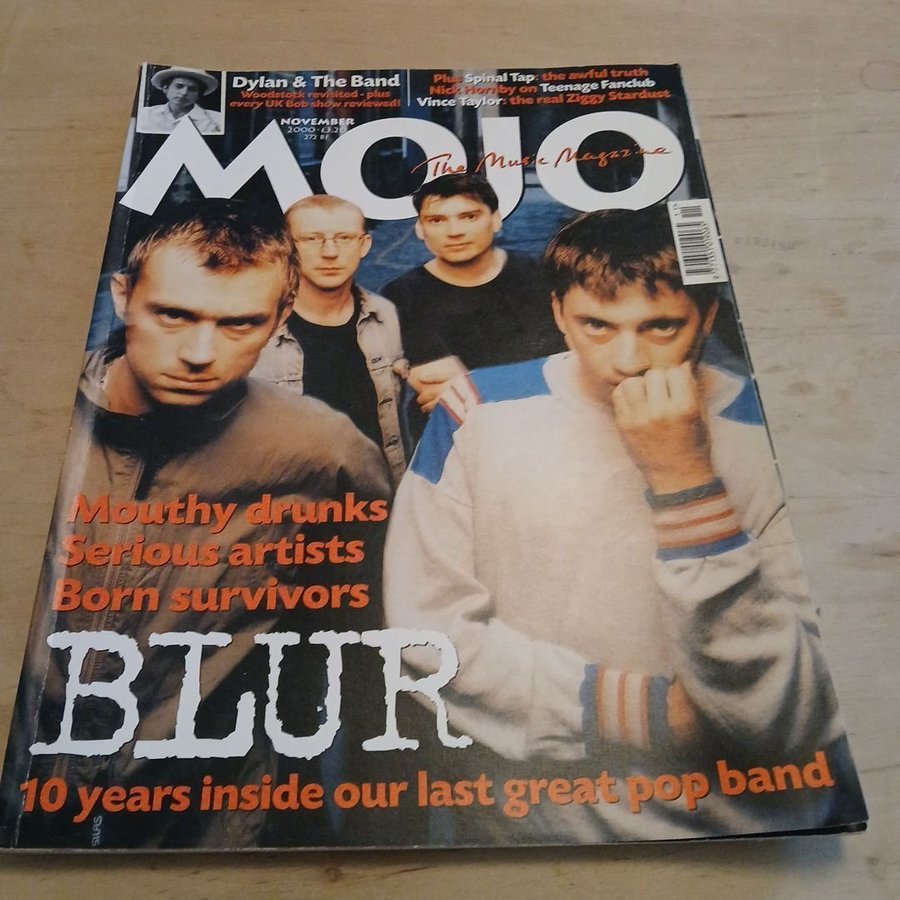 Dylan & The Band
Woodstock revisited - plus
every UK Bob show reviewed!
Plus Spinal Tap: the awful truth
Nick Hornby on Teenage Fanclub
Vince Taylor: the real Ziggy Stardust
NOVEMBER
2000 · £3.20
MOJO
The Music Magazine
Mouthy drunks
Serious artists
Born survivors
BLUR
10 years inside our last great pop band